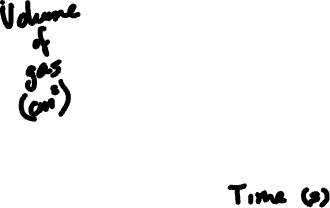 Volume
of
gas
(cm³)
Time (s)